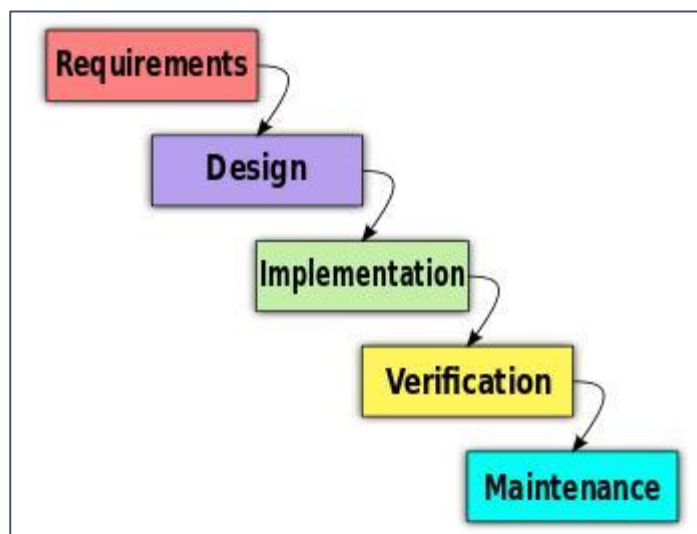 Requirements
Design
Implementation
Verification
Maintenance